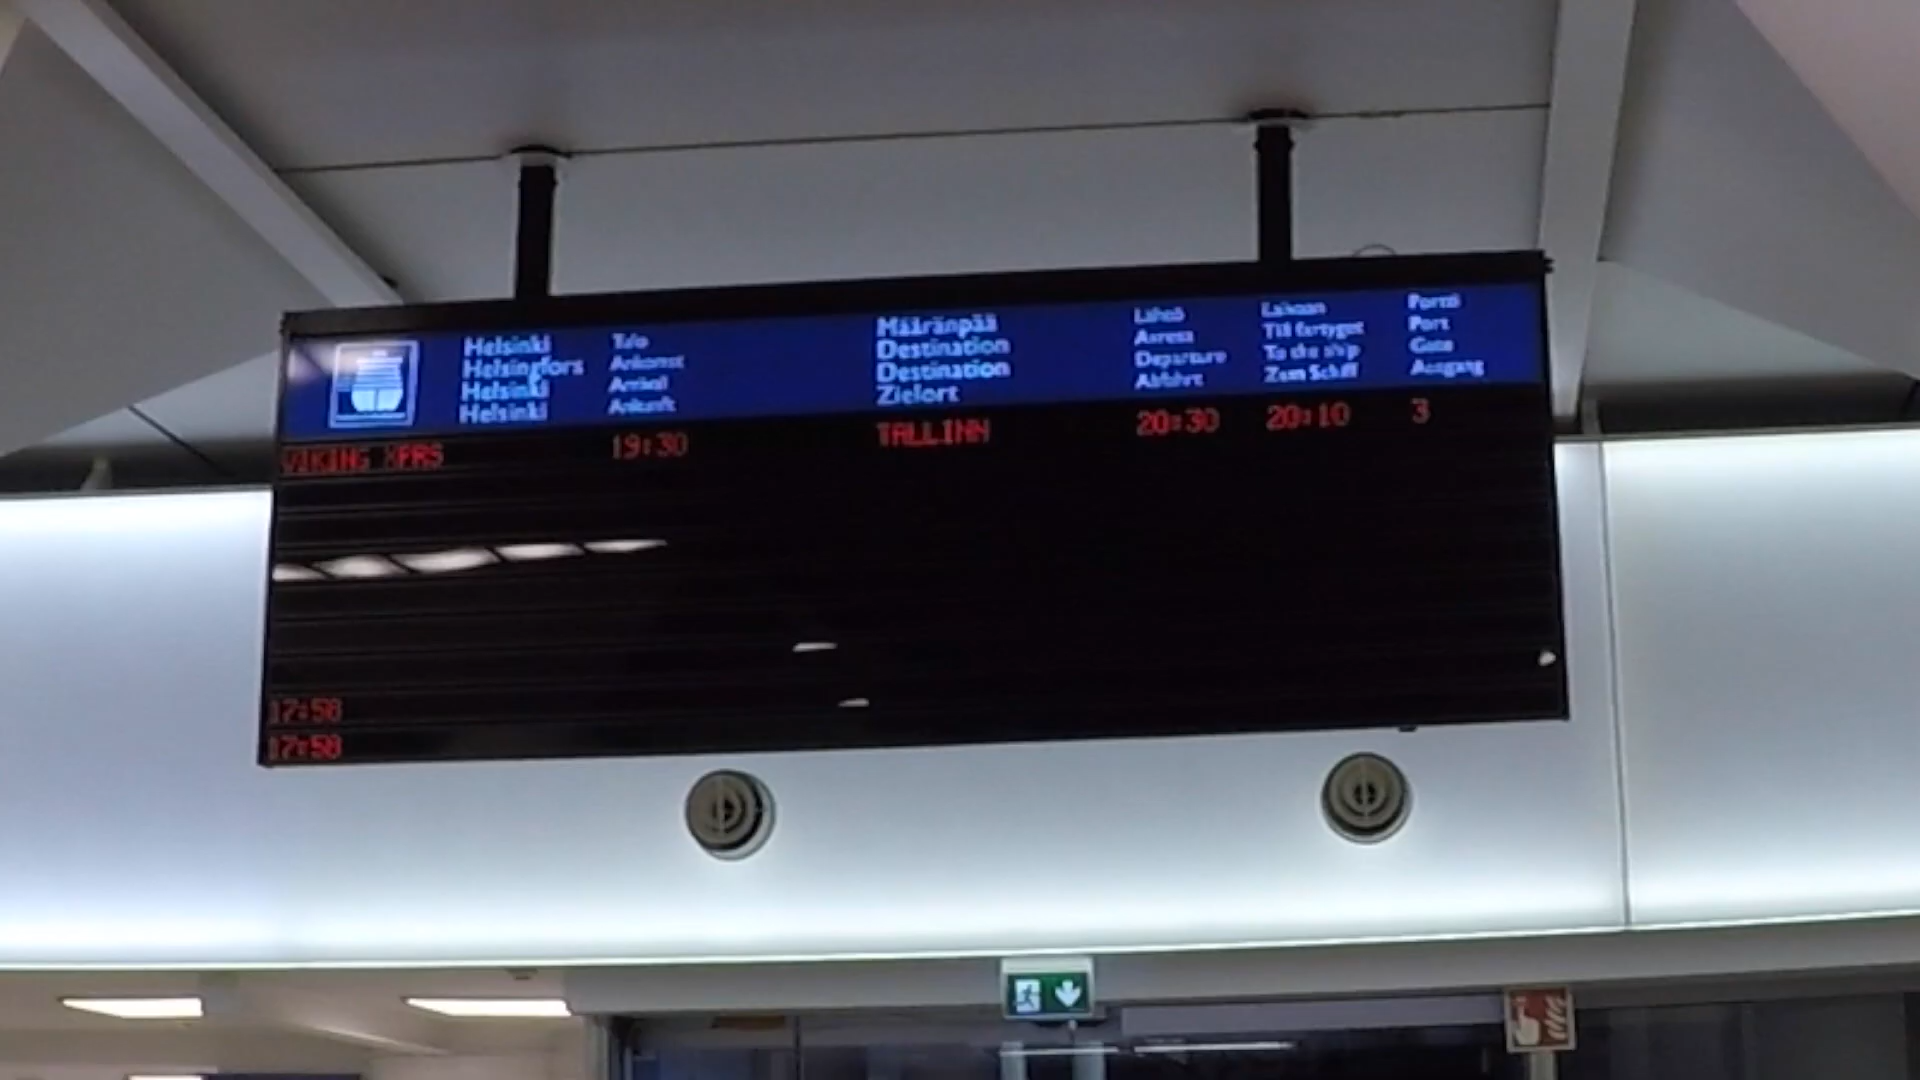 Helsinki Tulo Määränpää Lähtö Laivaan Portti
Helsingfors Ankomst Destination Avresa Till fartyget Port
Helsinki Arrival Destination Departure To the ship Gate
Helsinki Ankunft Zielort Abfahrt Zum Schiff Ausgang
VIKING XPRS 19:30 TALLINN 20:30 20:10 3
17:58
17:58